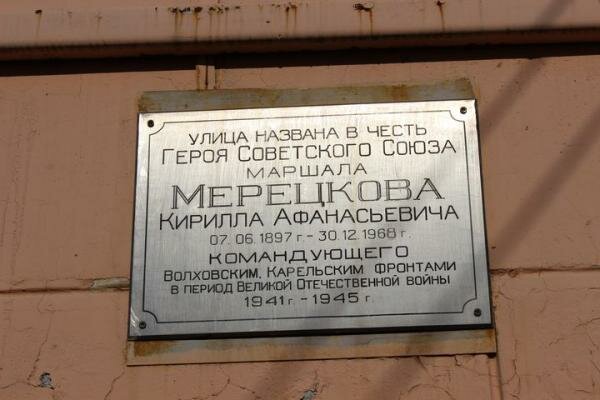 УЛИЦА НАЗВАНА В ЧЕСТЬ
ГЕРОЯ СОВЕТСКОГО СОЮЗА
МАРШАЛА
МЕРЕЦКОВА
КИРИЛЛА АФАНАСЬЕВИЧА
07.06.1897 г. - 30.12.1968 г.
КОМАНДУЮЩЕГО
ВОЛХОВСКИМ, КАРЕЛЬСКИМ ФРОНТАМИ
В ПЕРИОД ВЕЛИКОЙ ОТЕЧЕСТВЕННОЙ ВОЙНЫ
1941 г. - 1945 г.